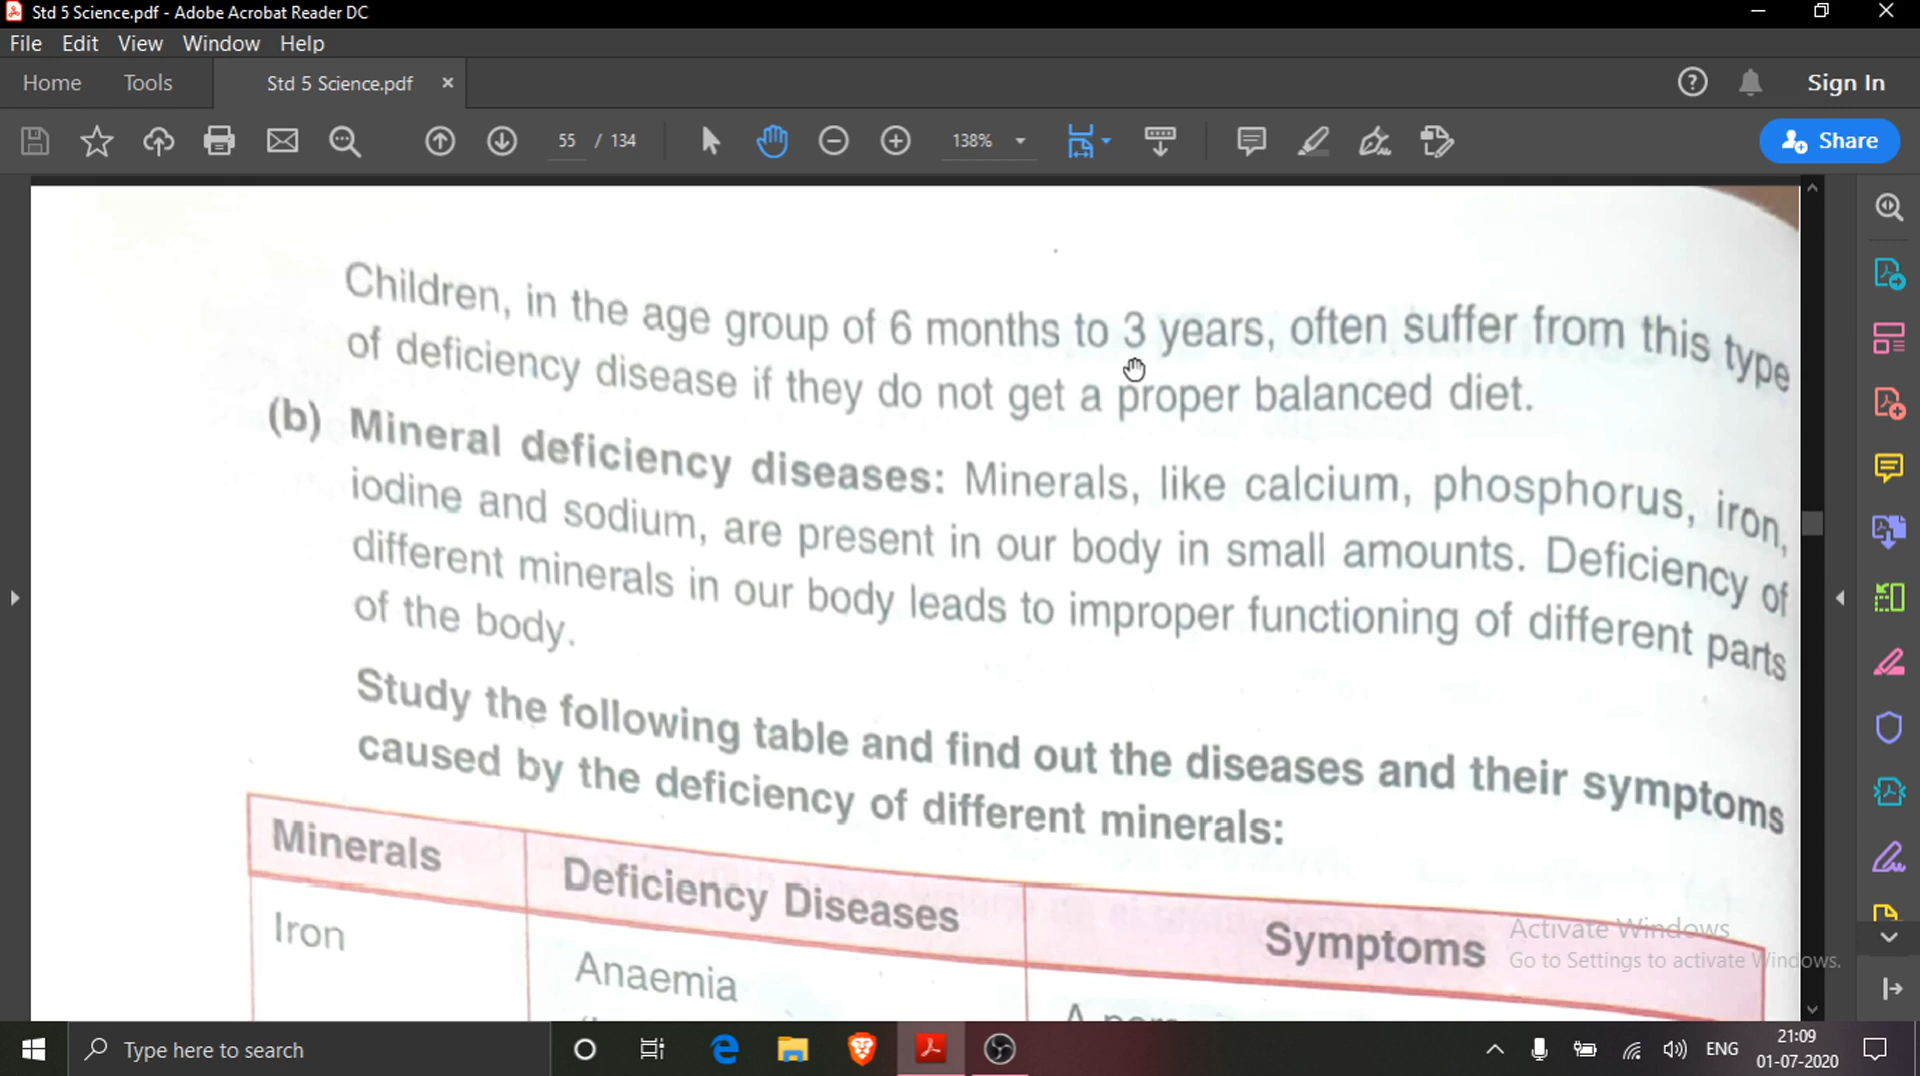 Std 5 Science.pdf - Adobe Acrobat Reader DC
File Edit View Window Help
Home Tools Std 5 Science.pdf × Sign In
55 / 134 138% Share
Children, in the age group of 6 months to 3 years, often suffer from this type
of deficiency disease if they do not get a proper balanced diet.
(b) Mineral deficiency diseases: Minerals, like calcium, phosphorus, iron,
iodine and sodium, are present in our body in small amounts. Deficiency of
different minerals in our body leads to improper functioning of different parts
of the body.
Study the following table and find out the diseases and their symptoms
caused by the deficiency of different minerals:
Minerals Deficiency Diseases Symptoms
Iron Anaemia
Activate Windows
Go to Settings to activate Windows.
Type here to search
ENG 21:09
01-07-2020